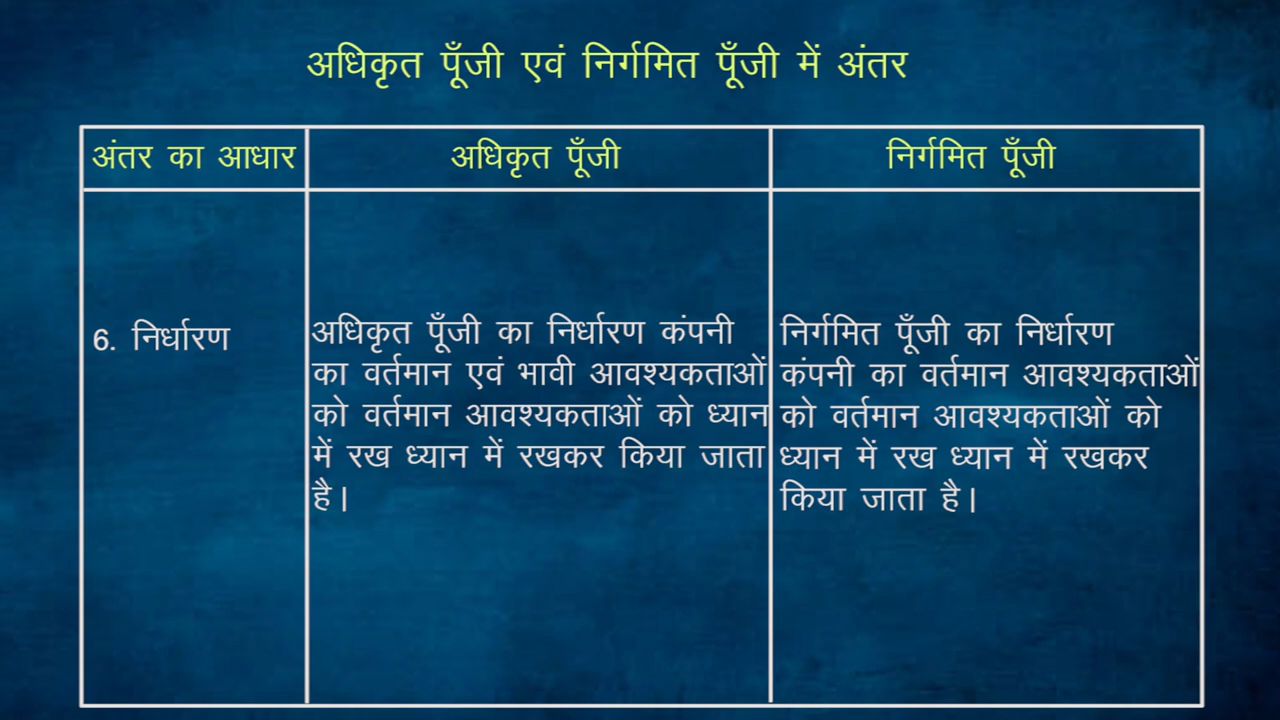 अधिकृत पूँजी एवं निर्गमित पूँजी में अंतर
अंतर का आधार
अधिकृत पूँजी
निर्गमित पूँजी
6. निर्धारण
अधिकृत पूँजी का निर्धारण कंपनी
का वर्तमान एवं भावी आवश्यकताओं
को वर्तमान आवश्यकताओं को ध्यान
में रख ध्यान में रखकर किया जाता
है।
निर्गमित पूँजी का निर्धारण
कंपनी का वर्तमान आवश्यकताओं
को वर्तमान आवश्यकताओं को
ध्यान में रख ध्यान में रखकर
किया जाता है।